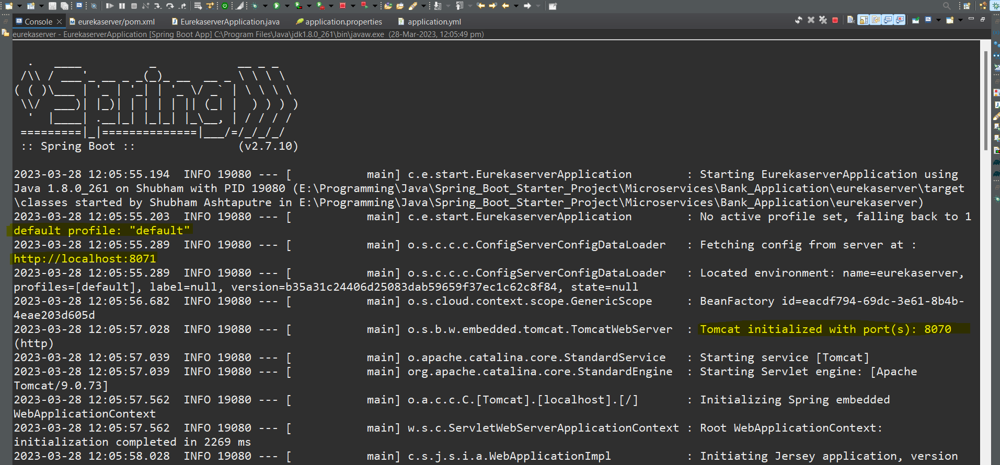 Console
eurekaserver/pom.xml
EurekaserverApplication.java
application.properties
application.yml
eurekaserver - EurekaserverApplication [Spring Boot App] C:\Program Files\Java\jdk1.8.0_261\bin\javaw.exe (28-Mar-2023, 12:05:49 pm)
  .   ____          _            __ _ _
 /\\ / ___'_ __ _ _(_)_ __  __ _ \ \ \ \
( ( )\___ | '_ | '_| | '_ \/ _` | \ \ \ \
 \\/  ___)| |_)| | | | | || (_| |  ) ) ) )
  '  |____| .__|_| |_|_| |_\__, | / / / /
 =========|_|==============|___/=/_/_/_/
 :: Spring Boot ::               (v2.7.10)
2023-03-28 12:05:55.194  INFO 19080 --- [           main] c.e.start.EurekaserverApplication        : Starting EurekaserverApplication using
Java 1.8.0_261 on Shubham with PID 19080 (E:\Programming\Java\Spring_Boot_Starter_Project\Microservices\Bank_Application\eurekaserver\target
\classes started by Shubham Ashtaputre in E:\Programming\Java\Spring_Boot_Starter_Project\Microservices\Bank_Application\eurekaserver)
2023-03-28 12:05:55.203  INFO 19080 --- [           main] c.e.start.EurekaserverApplication        : No active profile set, falling back to 1
default profile: "default"
2023-03-28 12:05:55.289  INFO 19080 --- [           main] o.s.c.c.c.ConfigServerConfigDataLoader   : Fetching config from server at :
http://localhost:8071
2023-03-28 12:05:55.289  INFO 19080 --- [           main] o.s.c.c.c.ConfigServerConfigDataLoader   : Located environment: name=eurekaserver,
profiles=[default], label=null, version=b35a31c24406d25083dab59659f37ec1c62c8f84, state=null
2023-03-28 12:05:56.682  INFO 19080 --- [           main] o.s.cloud.context.scope.GenericScope     : BeanFactory id=eacdf794-69dc-3e61-8b4b-
4eae203d605d
2023-03-28 12:05:57.028  INFO 19080 --- [           main] o.s.b.w.embedded.tomcat.TomcatWebServer  : Tomcat initialized with port(s): 8070
(http)
2023-03-28 12:05:57.039  INFO 19080 --- [           main] o.apache.catalina.core.StandardService   : Starting service [Tomcat]
2023-03-28 12:05:57.039  INFO 19080 --- [           main] org.apache.catalina.core.StandardEngine  : Starting Servlet engine: [Apache
Tomcat/9.0.73]
2023-03-28 12:05:57.562  INFO 19080 --- [           main] o.a.c.c.C.[Tomcat].[localhost].[/]       : Initializing Spring embedded
WebApplicationContext
2023-03-28 12:05:57.562  INFO 19080 --- [           main] w.s.c.ServletWebServerApplicationContext : Root WebApplicationContext:
initialization completed in 2269 ms
2023-03-28 12:05:58.028  INFO 19080 --- [           main] c.s.j.s.i.a.WebApplicationImpl           : Initiating Jersey application, version